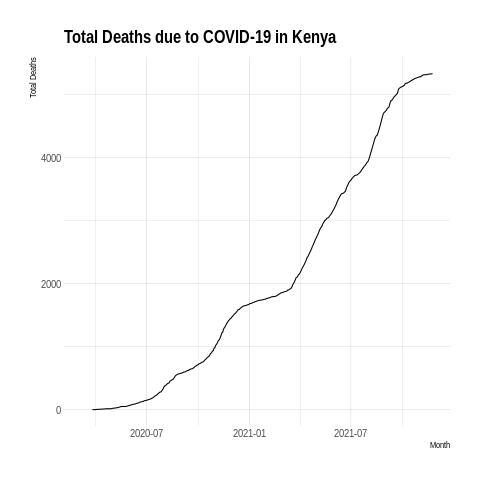 Total Deaths due to COVID-19 in Kenya
Total Deaths
4000
2000
0
2020-07
2021-01
2021-07
Month